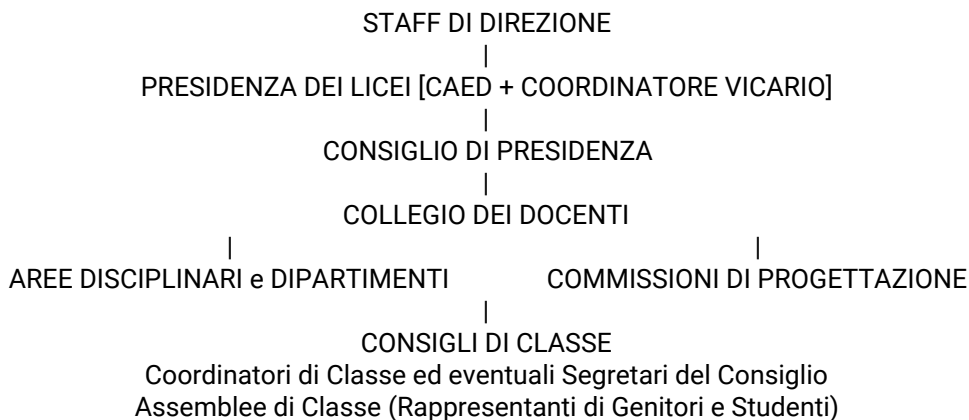 STAFF DI DIREZIONE
|
PRESIDENZA DEI LICEI [CAED + COORDINATORE VICARIO]
|
CONSIGLIO DI PRESIDENZA
|
COLLEGIO DEI DOCENTI
| |
AREE DISCIPLINARI e DIPARTIMENTI COMMISSIONI DI PROGETTAZIONE
|
CONSIGLI DI CLASSE
Coordinatori di Classe ed eventuali Segretari del Consiglio
Assemblee di Classe (Rappresentanti di Genitori e Studenti)